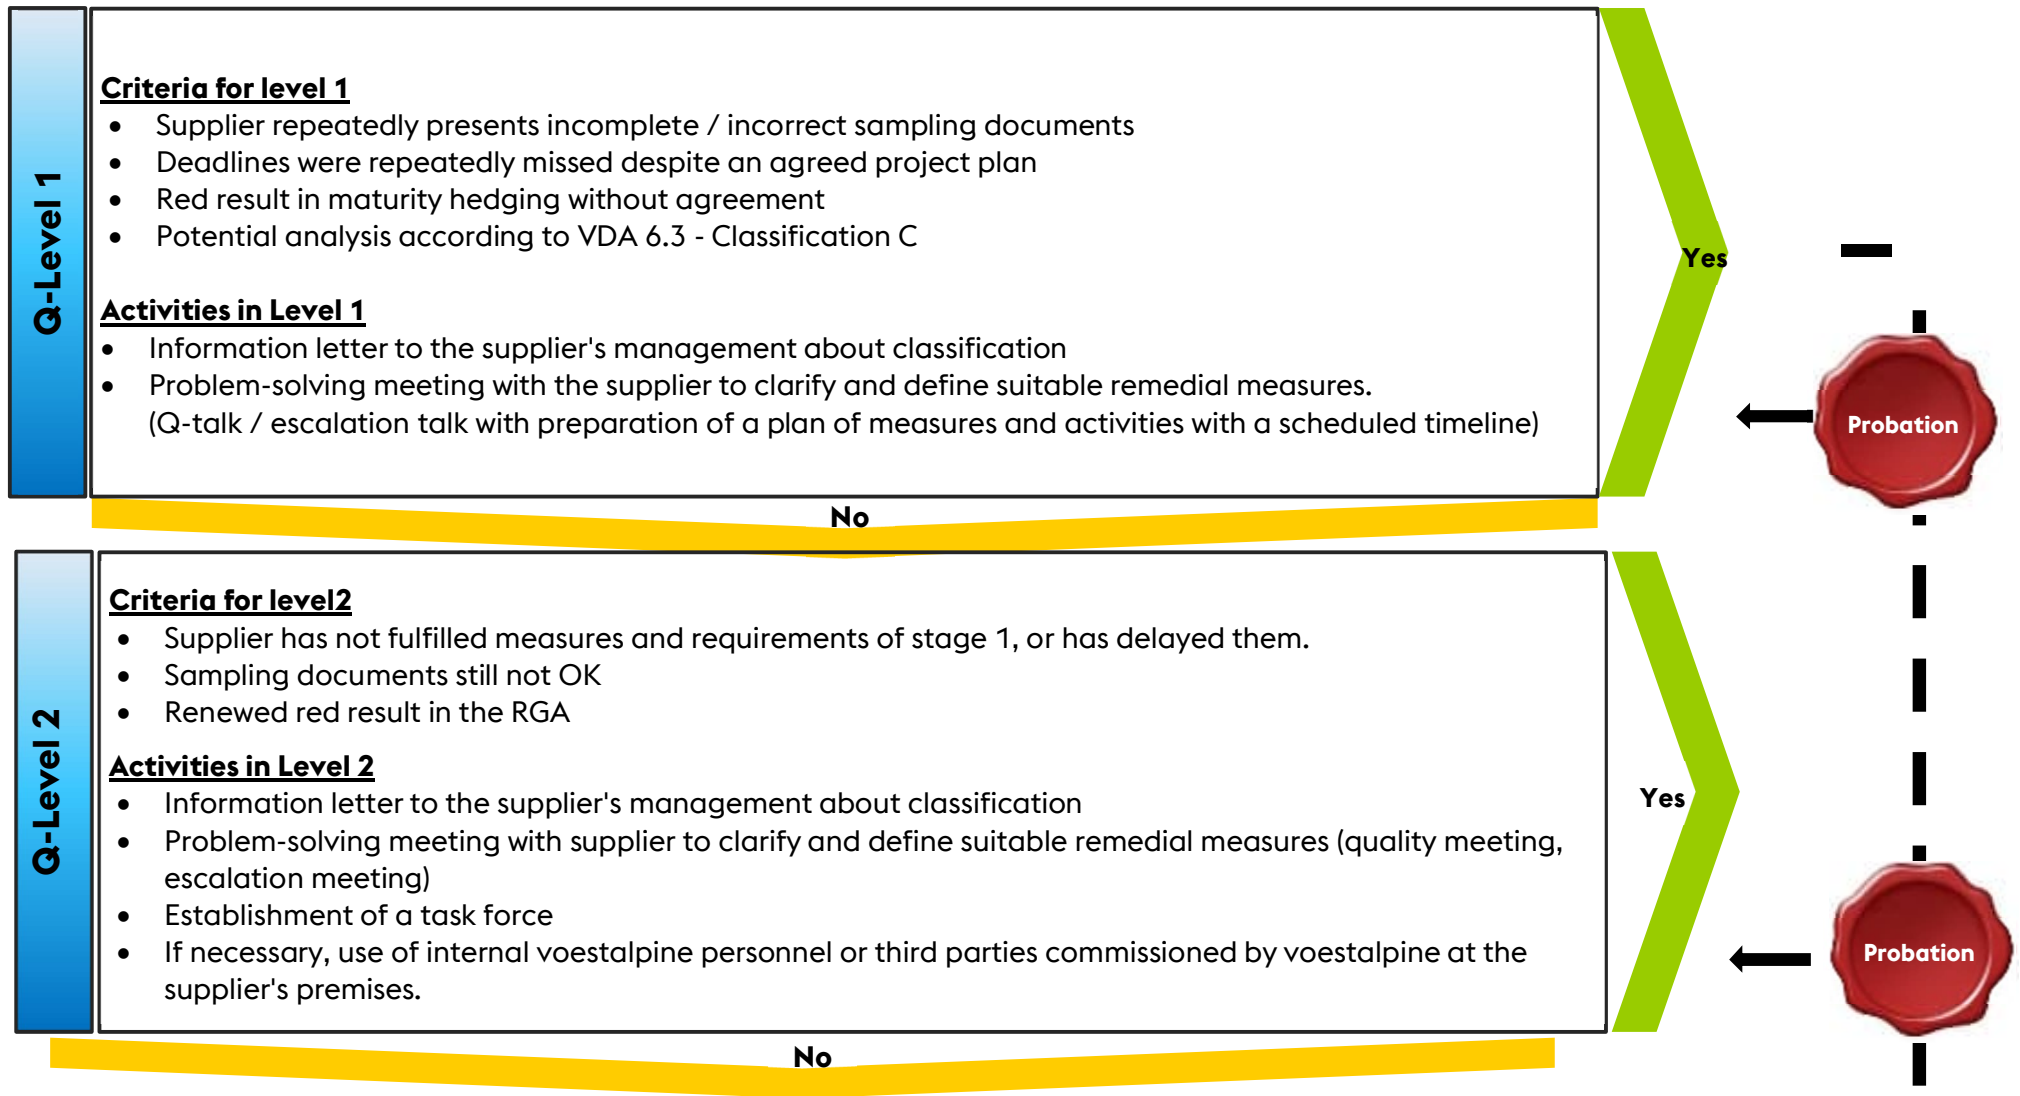 Q-Level 1
Criteria for level 1
• Supplier repeatedly presents incomplete / incorrect sampling documents
• Deadlines were repeatedly missed despite an agreed project plan
• Red result in maturity hedging without agreement
• Potential analysis according to VDA 6.3 - Classification C
Activities in Level 1
• Information letter to the supplier's management about classification
• Problem-solving meeting with the supplier to clarify and define suitable remedial measures.
(Q-talk / escalation talk with preparation of a plan of measures and activities with a scheduled timeline)
Yes
Probation
No
Q-Level 2
Criteria for level2
• Supplier has not fulfilled measures and requirements of stage 1, or has delayed them.
• Sampling documents still not OK
• Renewed red result in the RGA
Activities in Level 2
• Information letter to the supplier's management about classification
• Problem-solving meeting with supplier to clarify and define suitable remedial measures (quality meeting,
escalation meeting)
• Establishment of a task force
• If necessary, use of internal voestalpine personnel or third parties commissioned by voestalpine at the
supplier's premises.
Yes
Probation
No